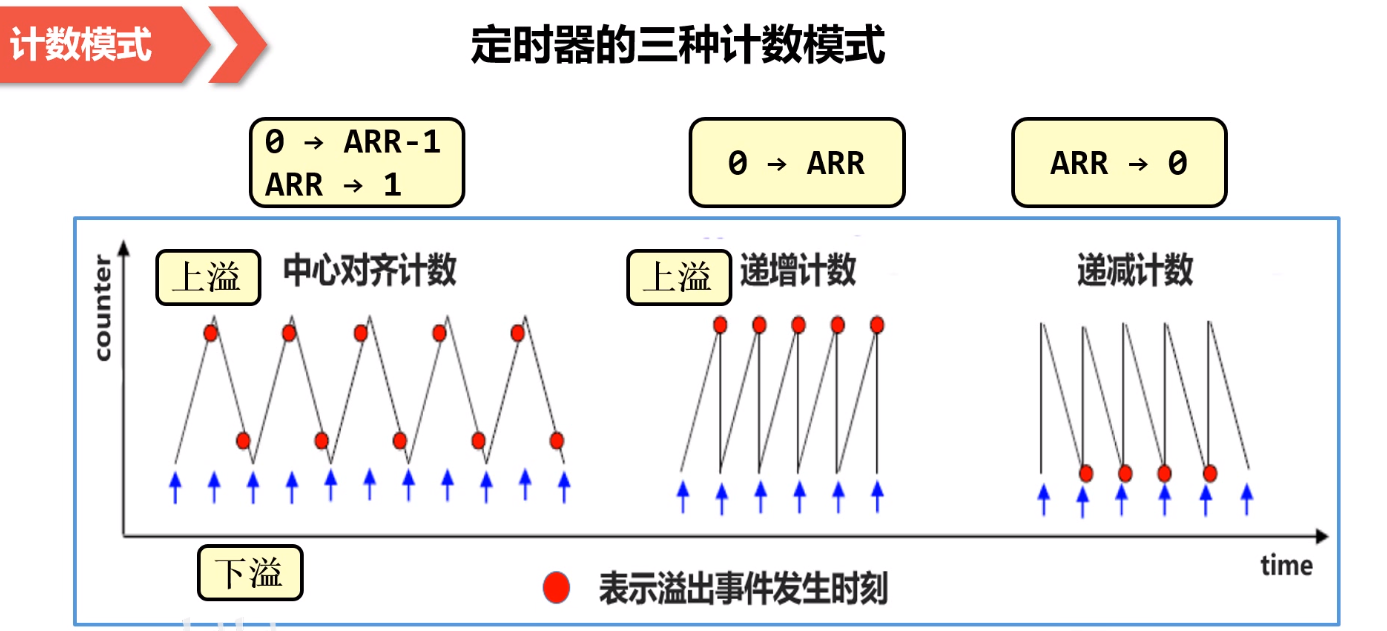 计数模式
定时器的三种计数模式
0 → ARR-1
ARR → 1
0 → ARR
ARR → 0
counter
上溢
中心对齐计数
上溢
递增计数
递减计数
下溢
time
表示溢出事件发生时刻